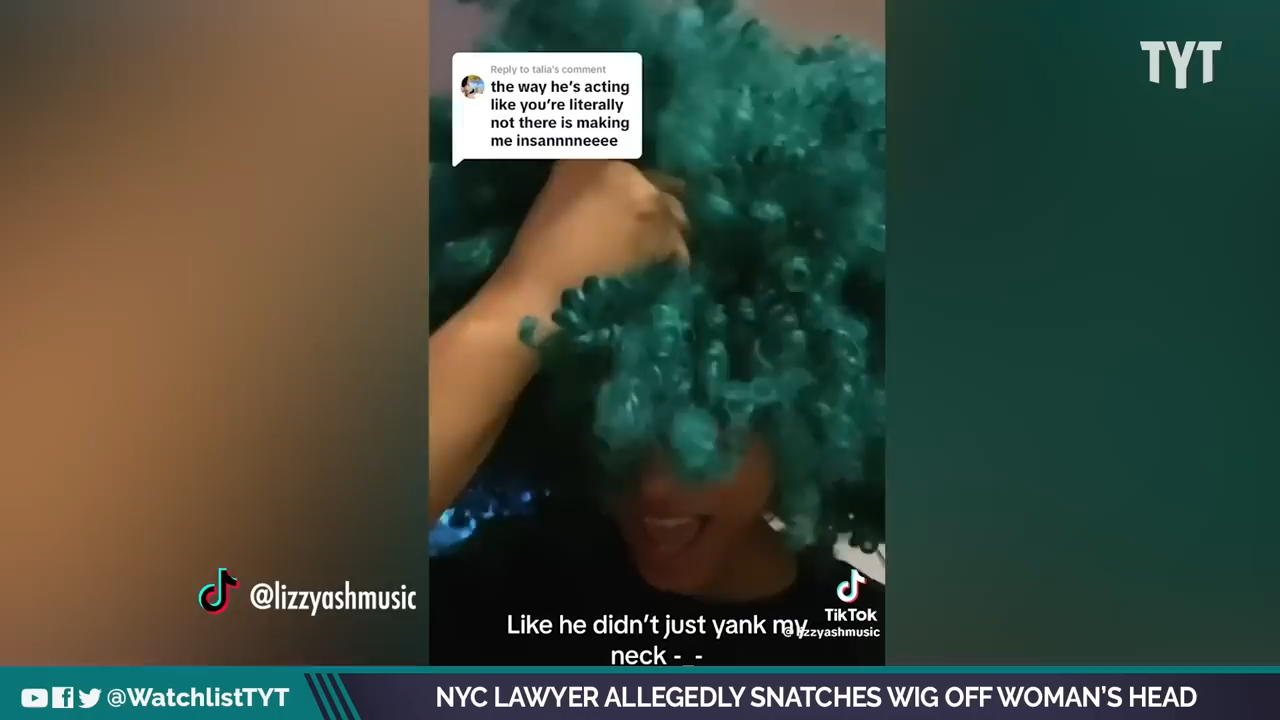 TYT
Reply to talia's comment
the way he's acting
like you're literally
not there is making
me insannnneeee
@lizzyashmusic
Like he didn't just yank my
neck -_-
TikTok
@lizzyashmusic
@WatchlistTYT
NYC LAWYER ALLEGEDLY SNATCHES WIG OFF WOMAN'S HEAD